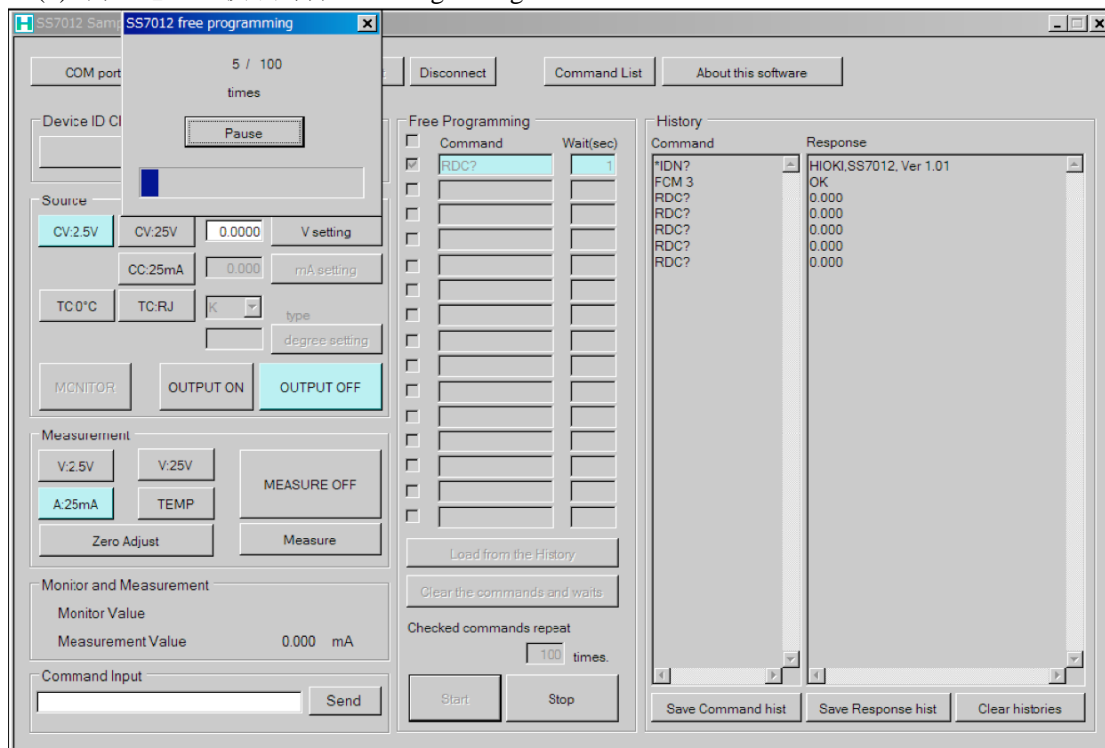 SS7012 free programming
5 / 100
times
Pause
COM port
Disconnect
Command List
About this software
Source
CV:2.5V
CV:25V
0.0000
V setting
CC:25mA
0.000
mA setting
TC 0°C
TC:RJ
K
type
degree setting
MONITOR
OUTPUT ON
OUTPUT OFF
Measurement
V:2.5V
V:25V
MEASURE OFF
A:25mA
TEMP
Zero Adjust
Measure
Monitor and Measurement
Monitor Value
Measurement Value 0.000 mA
Command Input
Send
Free Programming
Command Wait(sec)
RDC? 1
Load from the History
Clear the commands and waits
Checked commands repeat
100 times.
Start
Stop
History
Command Response
*IDN? HIOKI,SS7012, Ver 1.01
FCM 3 OK
RDC? 0.000
RDC? 0.000
RDC? 0.000
RDC? 0.000
RDC? 0.000
Save Command hist
Save Response hist
Clear histories